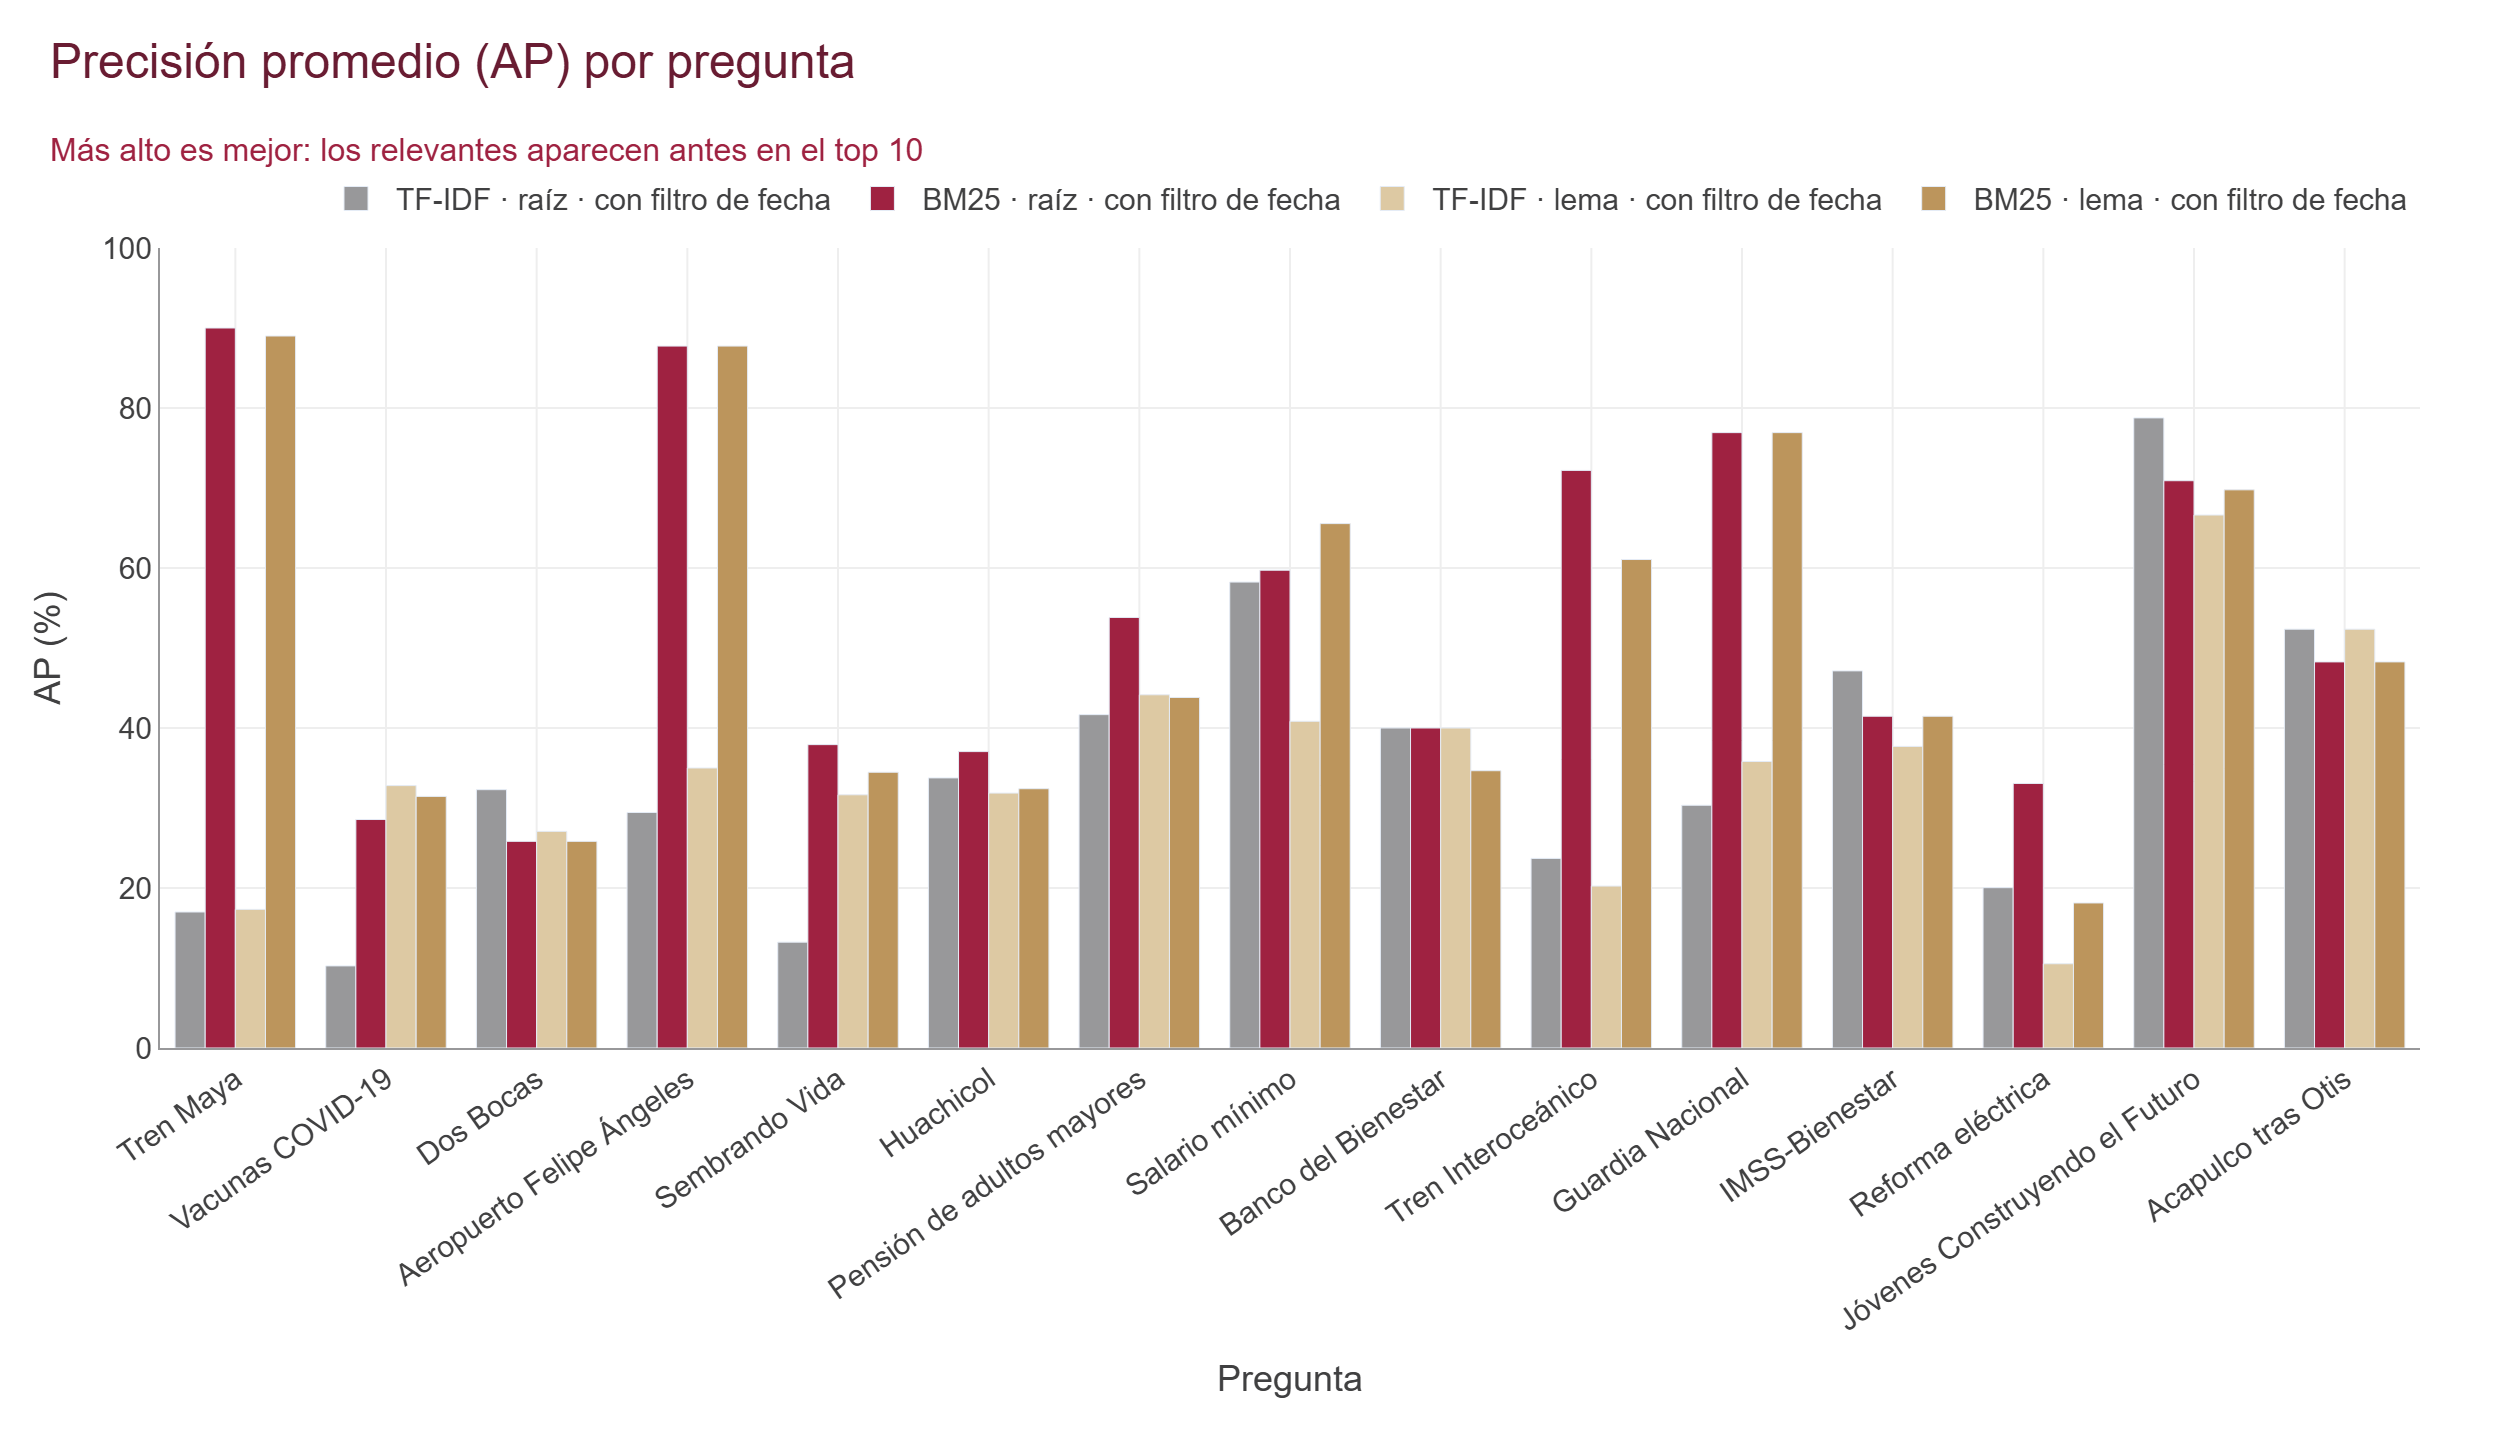 Precisión promedio (AP) por pregunta
Más alto es mejor: los relevantes aparecen antes en el top 10
TF-IDF · raíz · con filtro de fecha
BM25 · raíz · con filtro de fecha
TF-IDF · lema · con filtro de fecha
BM25 · lema · con filtro de fecha
AP (%)
100
80
60
40
20
0
Tren Maya
Vacunas COVID-19
Dos Bocas
Aeropuerto Felipe Ángeles
Sembrando Vida
Huachicol
Pensión de adultos mayores
Salario mínimo
Banco del Bienestar
Tren Interoceánico
Guardia Nacional
IMSS-Bienestar
Reforma eléctrica
Jóvenes Construyendo el Futuro
Acapulco tras Otis
Pregunta